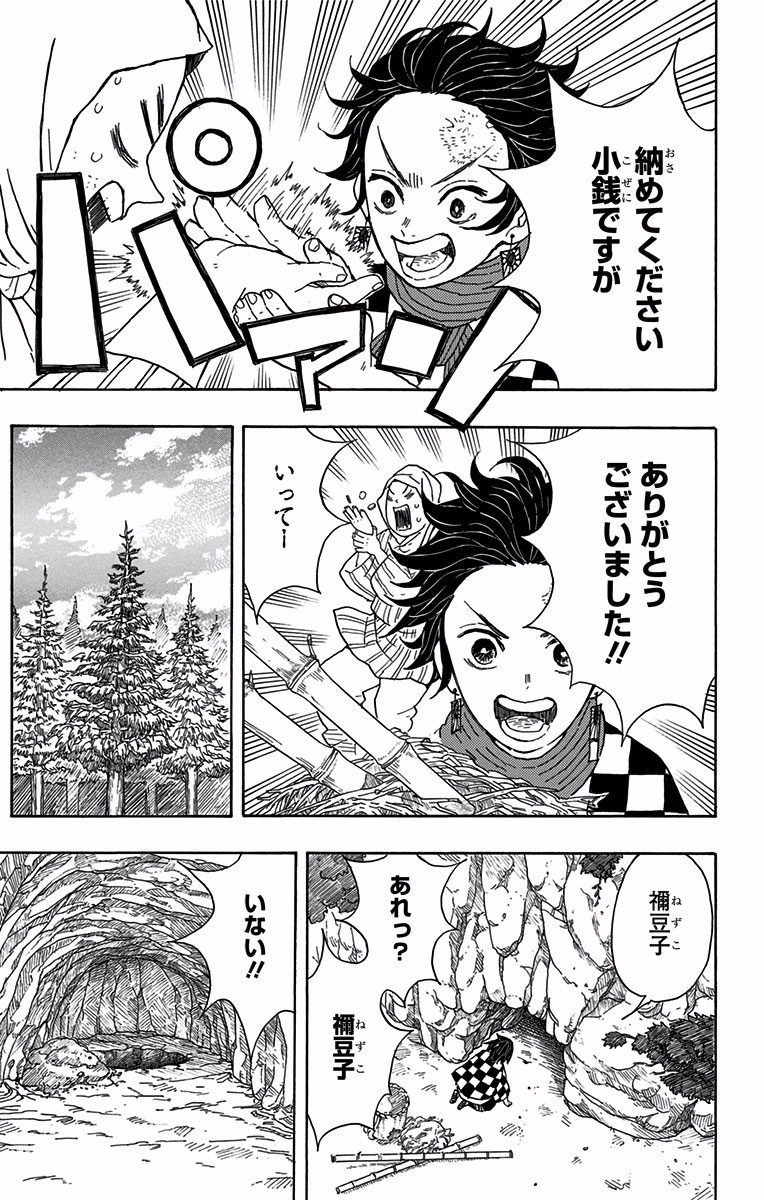 納めてください
小銭ですが
パァン
ありがとう
ございました!!
いってー
禰豆子
あれっ?
禰豆子
いない!!